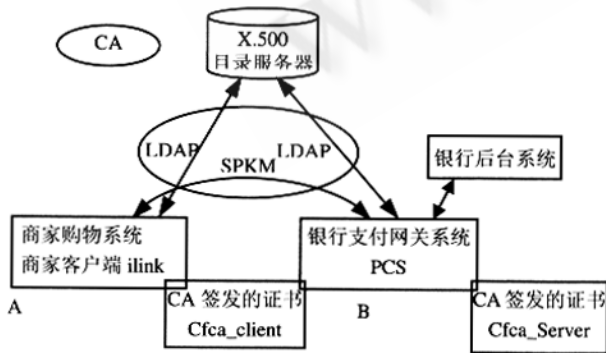 CA
X.500
目录服务器
LDAP
LDAP
SPKM
银行后台系统
商家购物系统
商家客户端 ilink
银行支付网关系统
PCS
A
CA 签发的证书
Cfca_client
B
CA 签发的证书
Cfca_Server